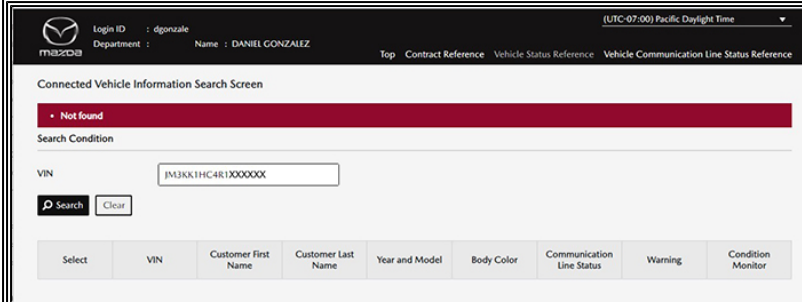 (UTC-07:00) Pacific Daylight Time
Login ID : dgonzale
Department : Name : DANIEL GONZALEZ
mazda
Top Contract Reference Vehicle Status Reference Vehicle Communication Line Status Reference
Connected Vehicle Information Search Screen
• Not found
Search Condition
VIN JM3KK1HC4R1XXXXXX
Search Clear
Select VIN Customer First Name Customer Last Name Year and Model Body Color Communication Line Status Warning Condition Monitor